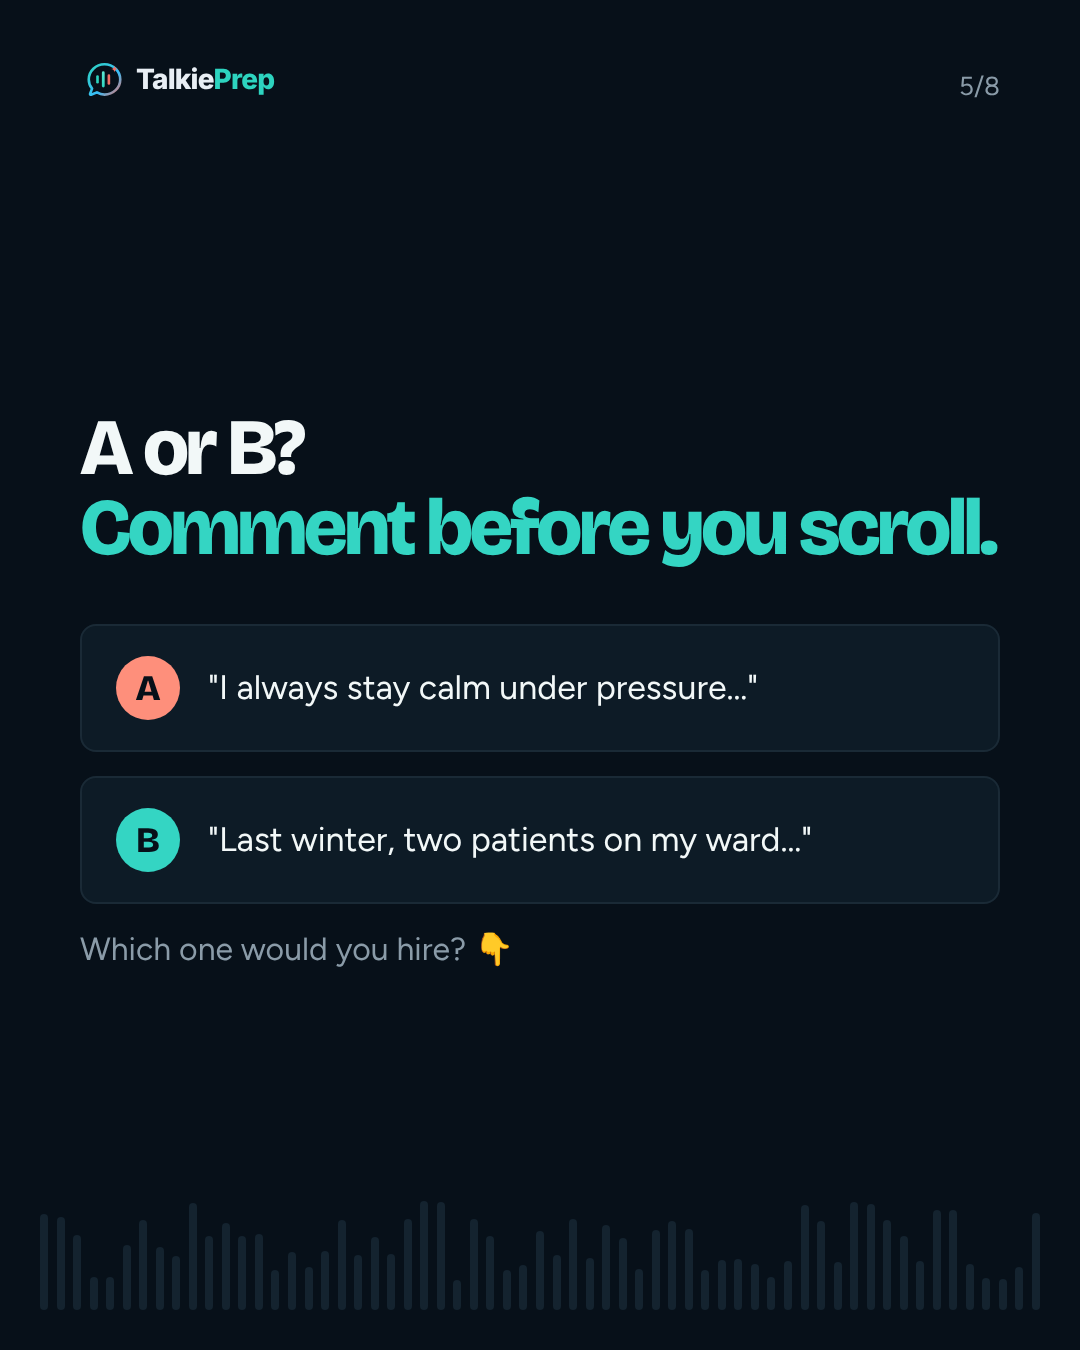 TalkiePrep
5/8
A or B?
Comment before you scroll.
A
"I always stay calm under pressure..."
B
"Last winter, two patients on my ward..."
Which one would you hire? 👇